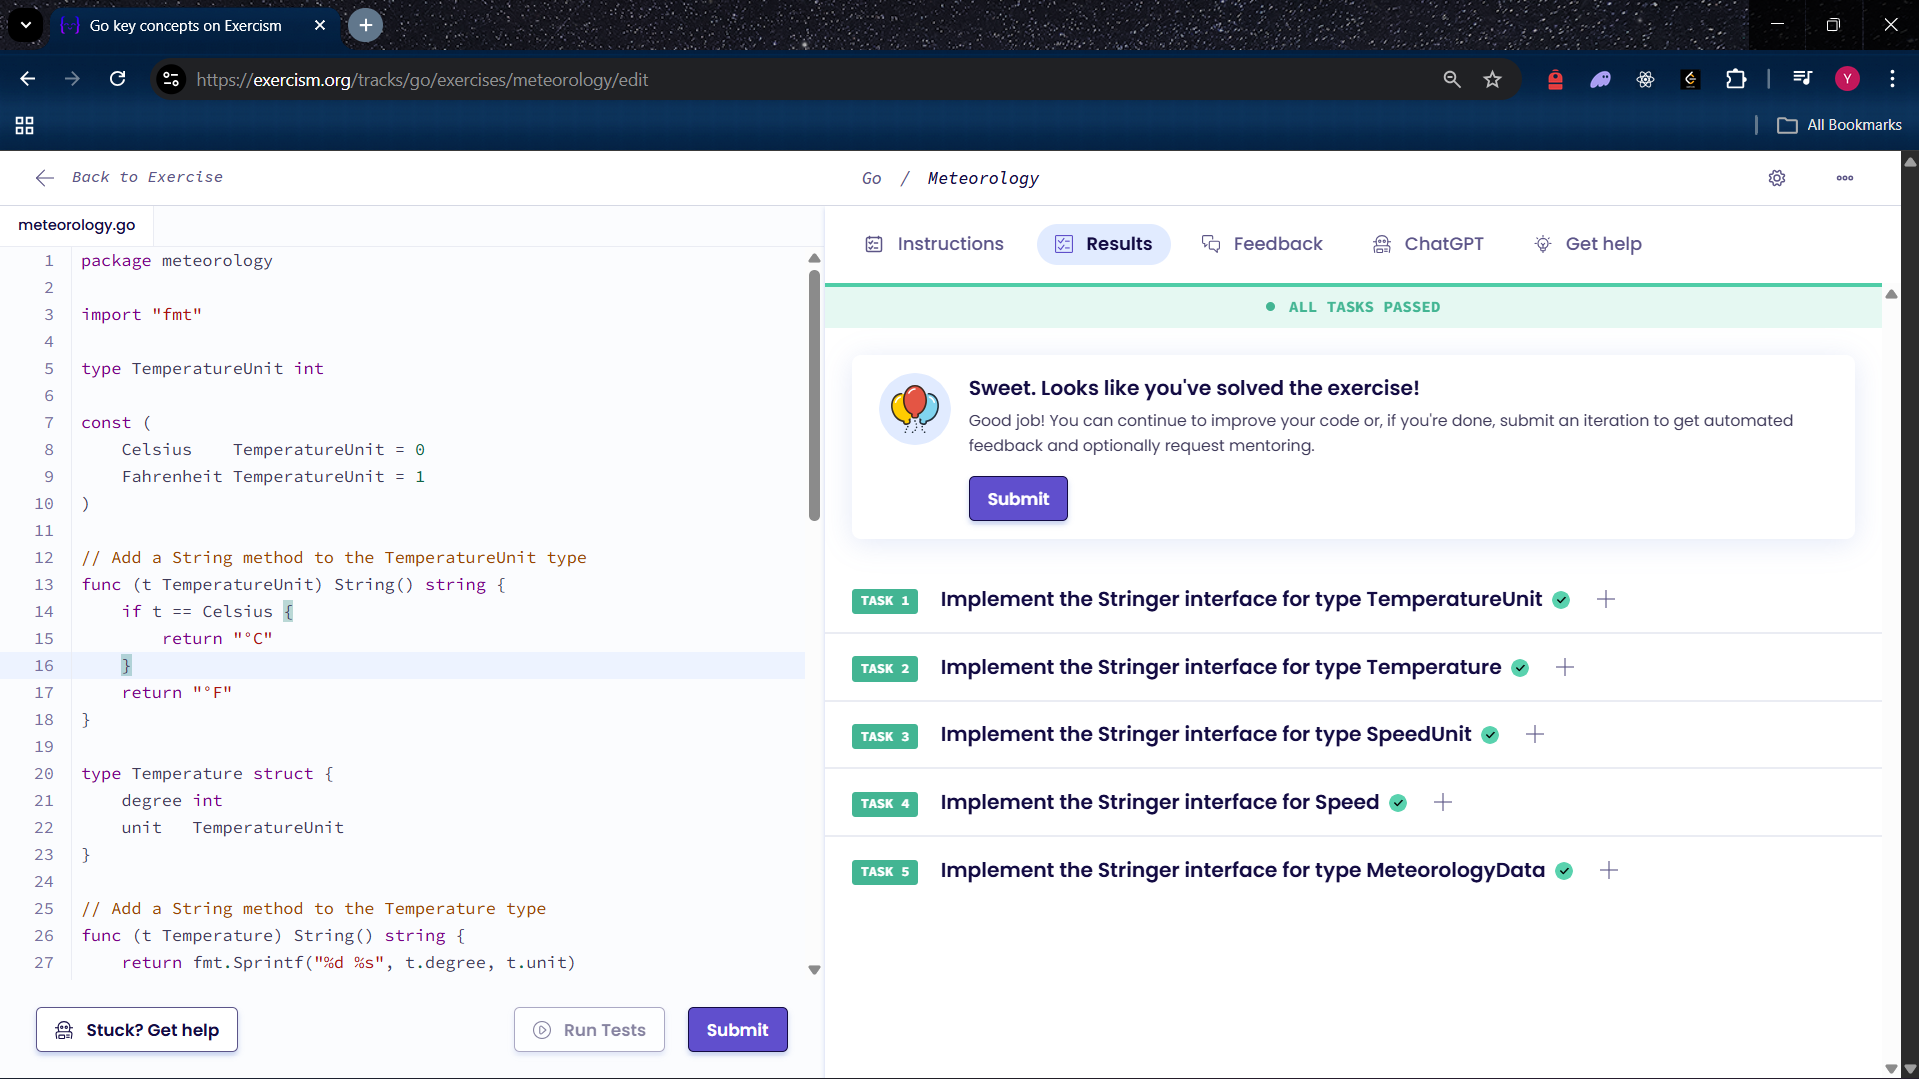 Go key concepts on Exercism
https://exercism.org/tracks/go/exercises/meteorology/edit
Y
All Bookmarks
Back to Exercise
Go / Meteorology
meteorology.go
Instructions
Results
Feedback
ChatGPT
Get help
1 package meteorology
2
3 import "fmt"
4
5 type TemperatureUnit int
6
7 const (
8 Celsius    TemperatureUnit = 0
9 Fahrenheit TemperatureUnit = 1
10 )
11
12 // Add a String method to the TemperatureUnit type
13 func (t TemperatureUnit) String() string {
14 if t == Celsius {
15 return "°C"
16 }
17 return "°F"
18 }
19
20 type Temperature struct {
21 degree int
22 unit   TemperatureUnit
23 }
24
25 // Add a String method to the Temperature type
26 func (t Temperature) String() string {
27 return fmt.Sprintf("%d %s", t.degree, t.unit)
Stuck? Get help
Run Tests
Submit
ALL TASKS PASSED
Sweet. Looks like you've solved the exercise!
Good job! You can continue to improve your code or, if you're done, submit an iteration to get automated
feedback and optionally request mentoring.
Submit
TASK 1 Implement the Stringer interface for type TemperatureUnit
TASK 2 Implement the Stringer interface for type Temperature
TASK 3 Implement the Stringer interface for type SpeedUnit
TASK 4 Implement the Stringer interface for Speed
TASK 5 Implement the Stringer interface for type MeteorologyData